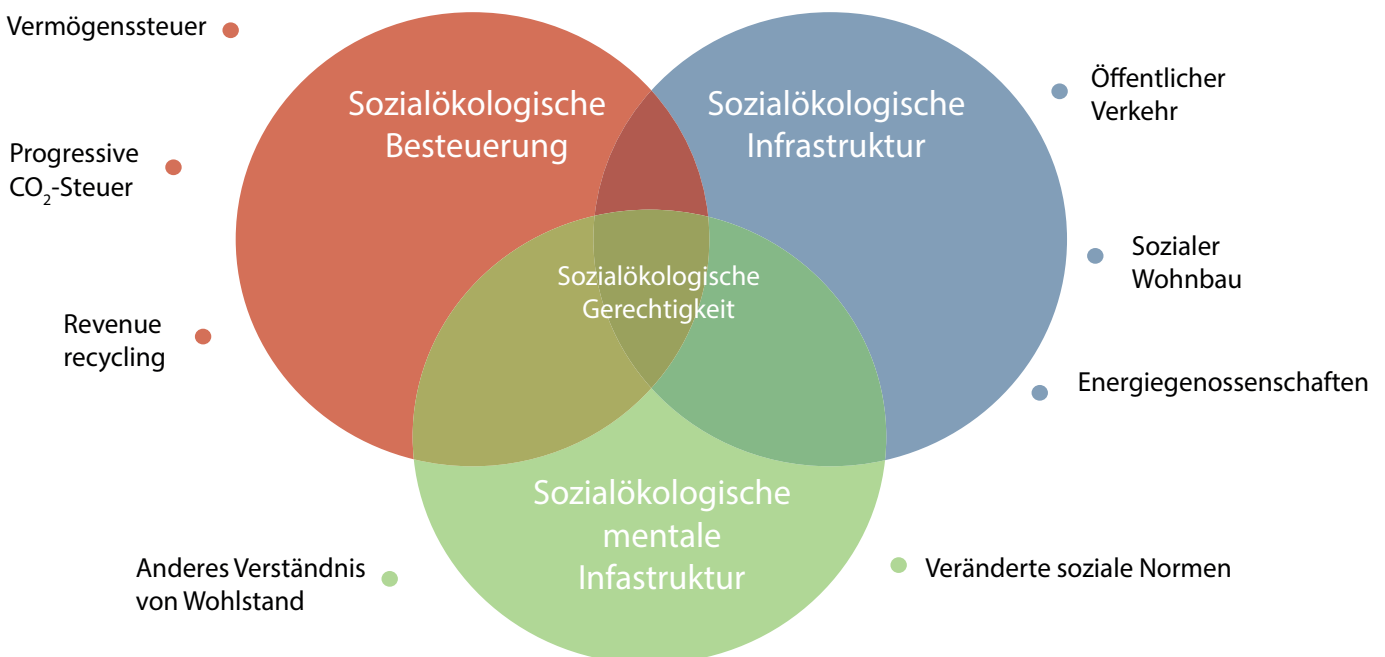 Vermögenssteuer
Progressive
CO₂-Steuer
Revenue
recycling
Sozialökologische
Besteuerung
Sozialökologische
Infrastruktur
Öffentlicher
Verkehr
Sozialer
Wohnbau
Energiegenossenschaften
Sozialökologische
Gerechtigkeit
Sozialökologische
mentale
Infastruktur
Anderes Verständnis
von Wohlstand
Veränderte soziale Normen